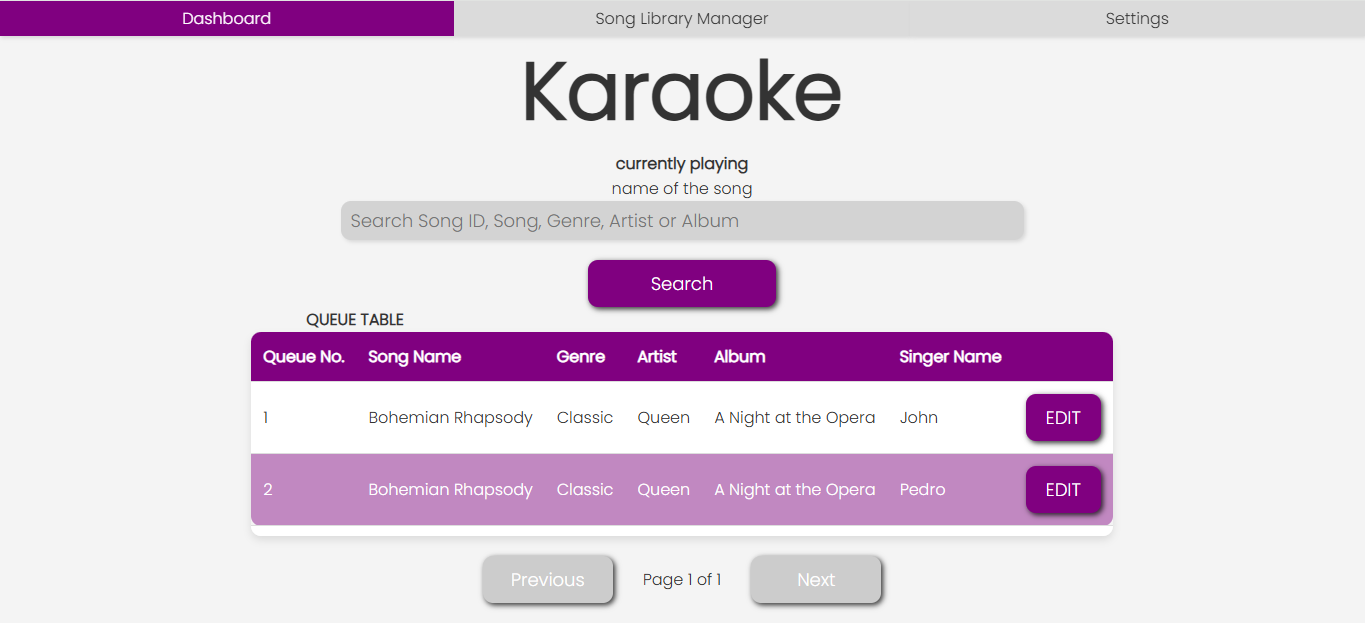 Dashboard Song Library Manager Settings
Karaoke
currently playing
name of the song
Search Song ID, Song, Genre, Artist or Album
Search
QUEUE TABLE
Queue No. Song Name Genre Artist Album Singer Name
1 Bohemian Rhapsody Classic Queen A Night at the Opera John EDIT
2 Bohemian Rhapsody Classic Queen A Night at the Opera Pedro EDIT
Previous Page 1 of 1 Next